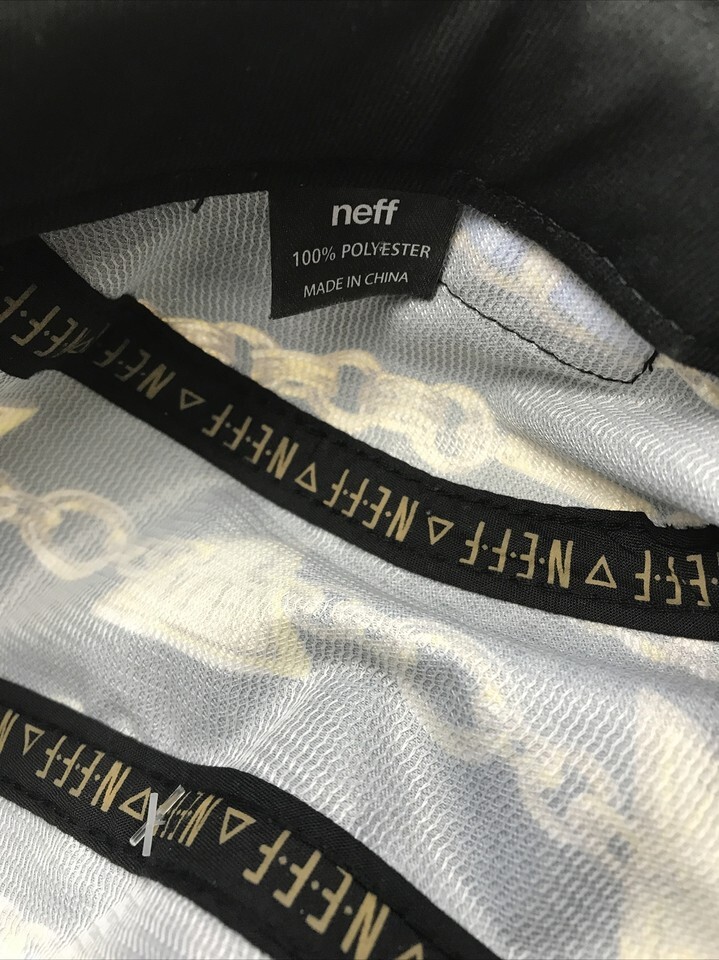 neff
100% POLYESTER
MADE IN CHINA
N·E·F·F ▽ N·E·F·F ▽ N·E·F·F ▽ N·E·F·F
N·E·F·F ▽ N·E·F·F ▽ N·E·F·F